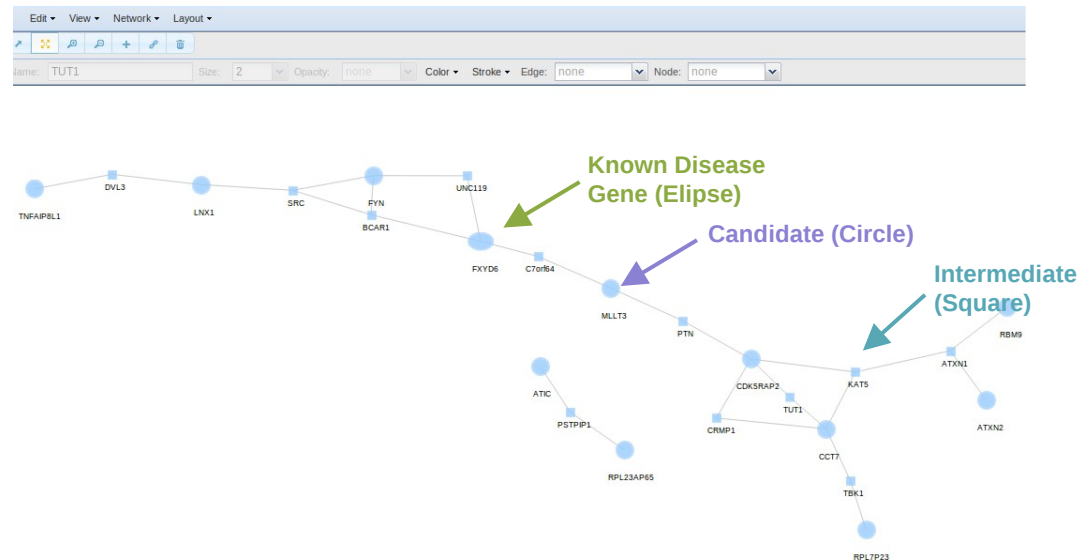 Edit View Network Layout
Name: TUT1 Size: 2 Opacity: none Color Stroke Edge: none Node: none
Known Disease
Gene (Elipse)
Candidate (Circle)
Intermediate
(Square)
TNFAIP8L1
DVL3
LNX1
SRC
FYN
BCAR1
UNC119
FXYD6
C7orf64
MLLT3
PTN
RBM9
ATXN1
ATXN2
CDK5RAP2
KAT5
TUT1
CRMP1
CCT7
TBK1
RPL7P23
ATIC
PSTPIP1
RPL23AP65